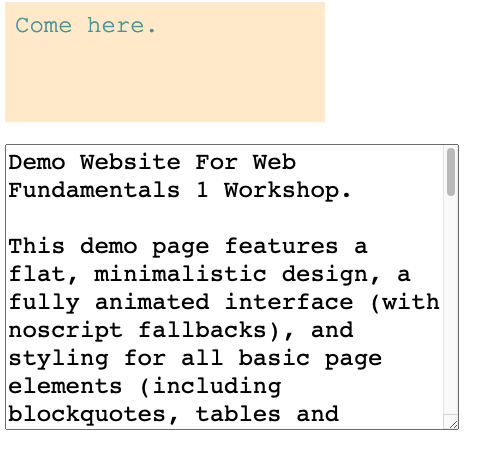 Come here.
Demo Website For Web
Fundamentals 1 Workshop.
This demo page features a
flat, minimalistic design, a
fully animated interface (with
noscript fallbacks), and
styling for all basic page
elements (including
blockquotes, tables and